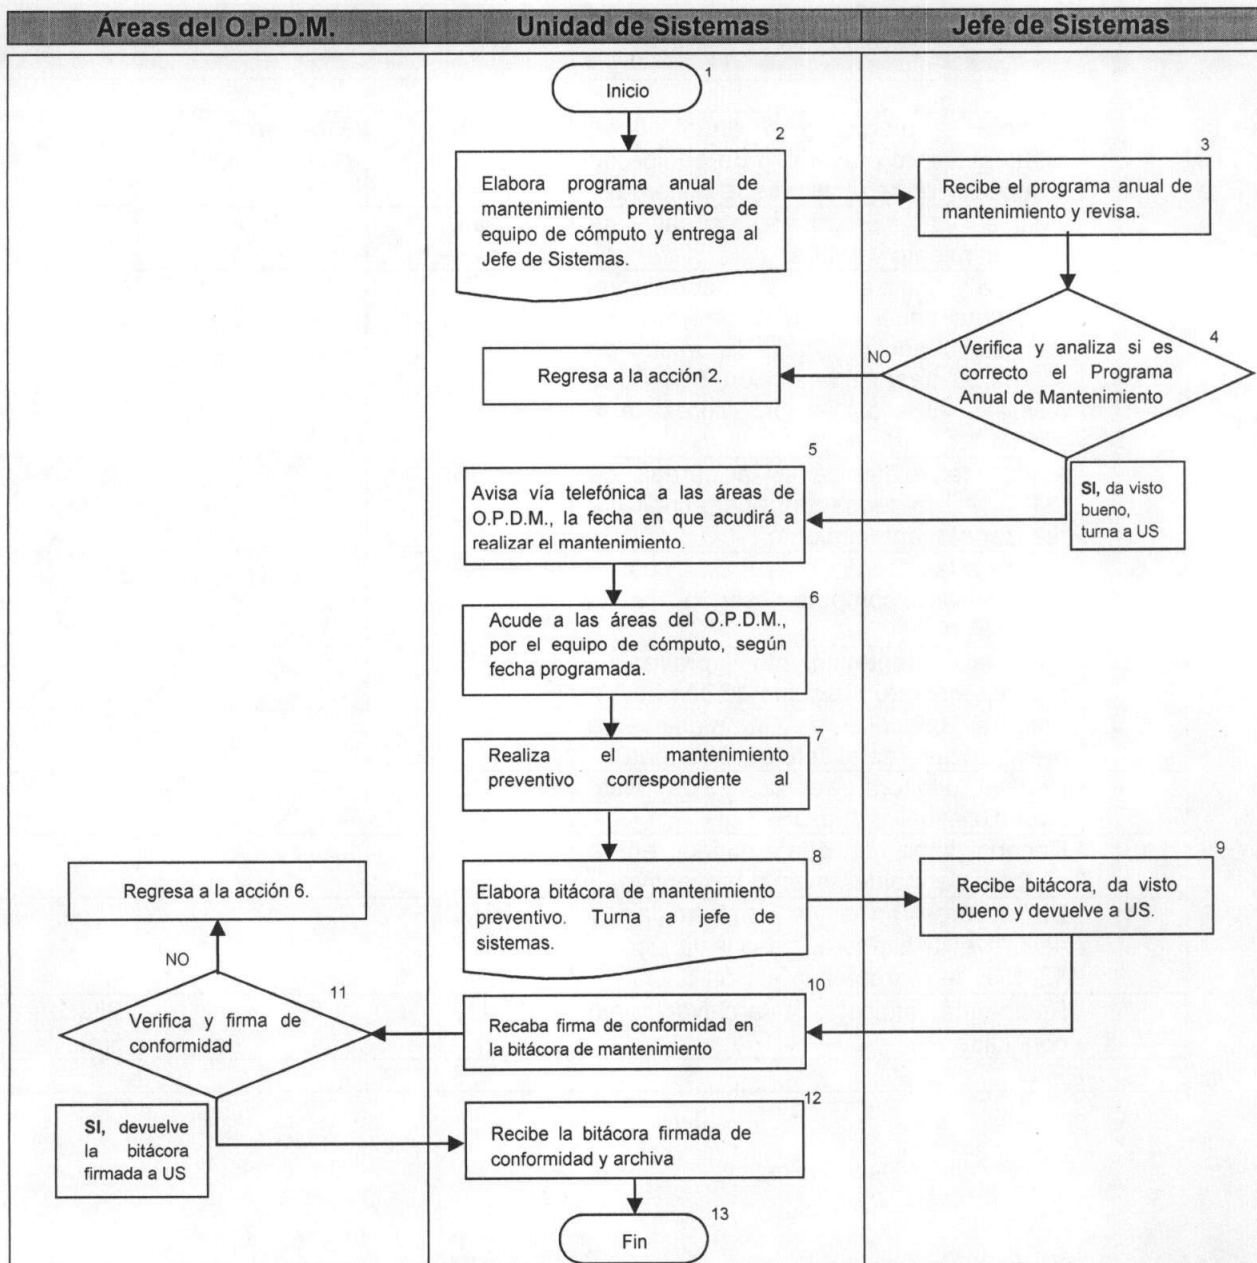 Áreas del O.P.D.M.
Unidad de Sistemas
Jefe de Sistemas
1
Inicio
2
Elabora programa anual de
mantenimiento preventivo de
equipo de cómputo y entrega al
Jefe de Sistemas.
3
Recibe el programa anual de
mantenimiento y revisa.
4
Verifica y analiza si es
correcto el Programa
Anual de Mantenimiento
NO
Regresa a la acción 2.
SI, da visto
bueno,
turna a US
5
Avisa vía telefónica a las áreas de
O.P.D.M., la fecha en que acudirá a
realizar el mantenimiento.
6
Acude a las áreas del O.P.D.M.,
por el equipo de cómputo, según
fecha programada.
7
Realiza el mantenimiento
preventivo correspondiente al
8
Elabora bitácora de mantenimiento
preventivo. Turna a jefe de
sistemas.
9
Recibe bitácora, da visto
bueno y devuelve a US.
10
Recaba firma de conformidad en
la bitácora de mantenimiento
11
Verifica y firma de
conformidad
NO
Regresa a la acción 6.
SI, devuelve
la bitácora
firmada a US
12
Recibe la bitácora firmada de
conformidad y archiva
13
Fin